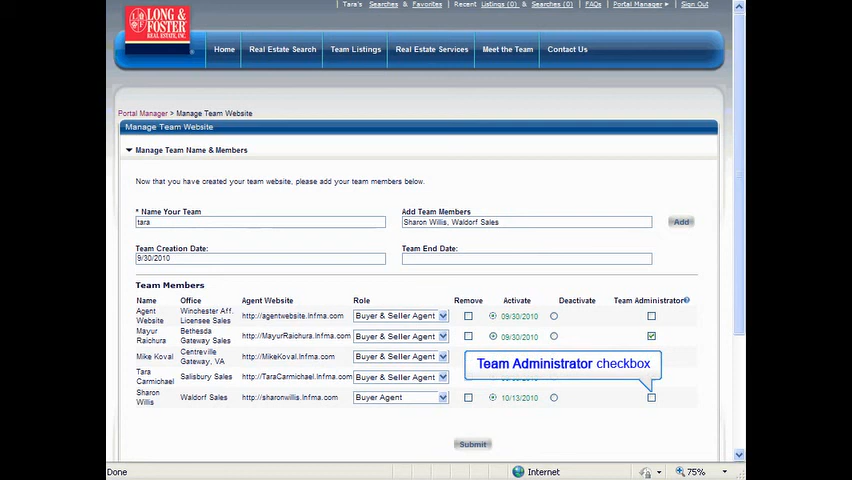 Tara's Searches & Favorites | Recent Listings (0) & Searches (0) | FAQs | Portal Manager | Sign Out
LONG &
FOSTER
REAL ESTATE, INC.
Home Real Estate Search Team Listings Real Estate Services Meet the Team Contact Us
Portal Manager > Manage Team Website
Manage Team Website
Manage Team Name & Members
Now that you have created your team website, please add your team members below.
* Name Your Team Add Team Members
tara Sharon Willis, Waldorf Sales Add
Team Creation Date: Team End Date:
9/30/2010
Team Members
Name Office Agent Website Role Remove Activate Deactivate Team Administrator
Agent Website Winchester Aff. Licensee Sales http://agentwebsite.lnfma.com Buyer & Seller Agent 09/30/2010
Mayur Raichura Bethesda Gateway Sales http://MayurRaichura.lnfma.com Buyer & Seller Agent 09/30/2010
Mike Koval Centreville Gateway, VA http://MikeKoval.lnfma.com Buyer & Seller Agent
Team Administrator checkbox
Tara Carmichael Salisbury Sales http://TaraCarmichael.lnfma.com Buyer & Seller Agent
Sharon Willis Waldorf Sales http://sharonwillis.lnfma.com Buyer Agent 10/13/2010
Submit
Done Internet 75%